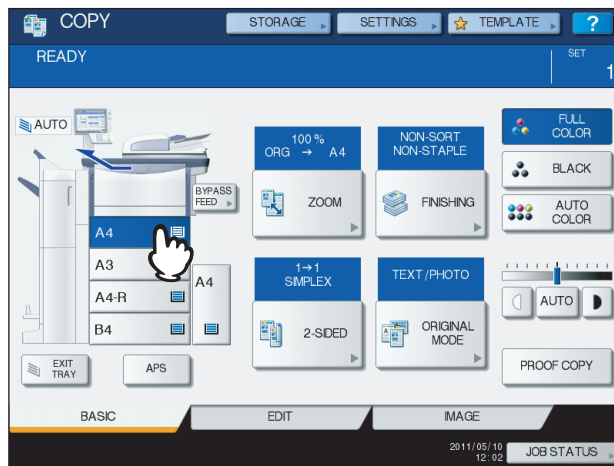 COPY
STORAGE
SETTINGS
TEMPLATE
?
READY
SET
1
AUTO
100 %
ORG → A4
NON-SORT
NON-STAPLE
FULL
COLOR
BLACK
BYPASS
FEED
ZOOM
FINISHING
AUTO
COLOR
A4
A3
A4-R
B4
A4
1→1
SIMPLEX
TEXT/PHOTO
2-SIDED
ORIGINAL
MODE
AUTO
EXIT
TRAY
APS
PROOF COPY
BASIC
EDIT
IMAGE
2011/05/10
12:02
JOB STATUS